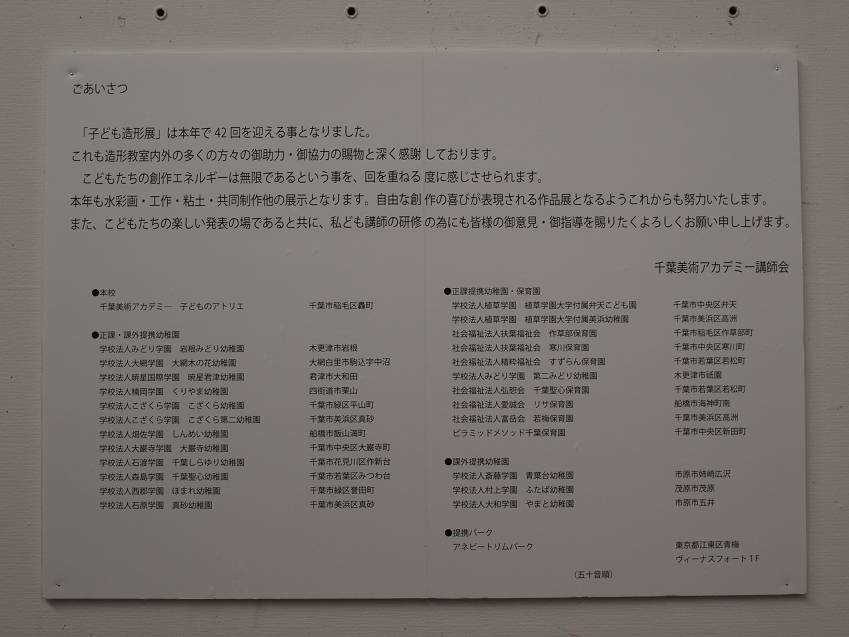 ごあいさつ
「子ども造形展」は本年で42回を迎える事となりました。
これも造形教室内外の多くの方々の御助力・御協力の賜物と深く感謝しております。
こどもたちの創作エネルギーは無限であるという事を、回を重ねる度に感じさせられます。
本年も水彩画・工作・粘土・共同制作他の展示となります。自由な創作の喜びが表現される作品展となるようこれからも努力いたします。
また、こどもたちの楽しい発表の場であると共に、私ども講師の研修の為にも皆様の御意見・御指導を賜りたくよろしくお願い申し上げます。
千葉美術アカデミー講師会
●本校
千葉美術アカデミー 子どものアトリエ 千葉市稲毛区轟町
●正課・課外提携幼稚園
学校法人みどり学園 岩根みどり幼稚園 木更津市岩根
学校法人大網学園 大網木の花幼稚園 大網白里市駒込字中沼
学校法人暁星国際学園 暁星君津幼稚園 君津市大和田
学校法人楠岡学園 くりやま幼稚園 四街道市栗山
学校法人こざくら学園 こざくら幼稚園 千葉市緑区平山町
学校法人こざくら学園 こざくら第二幼稚園 千葉市美浜区真砂
学校法人畑佐学園 しんめい幼稚園 船橋市飯山満町
学校法人大巌寺学園 大巌寺幼稚園 千葉市中央区大巌寺町
学校法人石渡学園 千葉しらゆり幼稚園 千葉市花見川区作新台
学校法人森島学園 千葉聖心幼稚園 千葉市若葉区みつわ台
学校法人西郡学園 ほまれ幼稚園 千葉市緑区誉田町
学校法人石原学園 真砂幼稚園 千葉市美浜区真砂
●正課提携幼稚園・保育園
学校法人植草学園 植草学園大学付属弁天こども園 千葉市中央区弁天
学校法人植草学園 植草学園大学付属美浜幼稚園 千葉市美浜区高洲
社会福祉法人扶葉福祉会 作草部保育園 千葉市稲毛区作草部町
社会福祉法人扶葉福祉会 寒川保育園 千葉市中央区寒川町
社会福祉法人精粋福祉会 すずらん保育園 千葉市若葉区若松町
学校法人みどり学園 第二みどり幼稚園 木更津市祇園
社会福祉法人弘恕会 千葉聖心保育園 千葉市若葉区若松町
社会福祉法人愛誠会 リサ保育園 船橋市海神町南
社会福祉法人富岳会 若梅保育園 千葉市美浜区高洲
ピラミッドメソッド千葉保育園 千葉市中央区新田町
●課外提携幼稚園
学校法人斎藤学園 青葉台幼稚園 市原市姉崎広沢
学校法人村上学園 ふたば幼稚園 茂原市茂原
学校法人大和学園 やまと幼稚園 市原市五井
●提携パーク
アネビートリムパーク 東京都江東区青梅
ヴィーナスフォート1F
(五十音順)